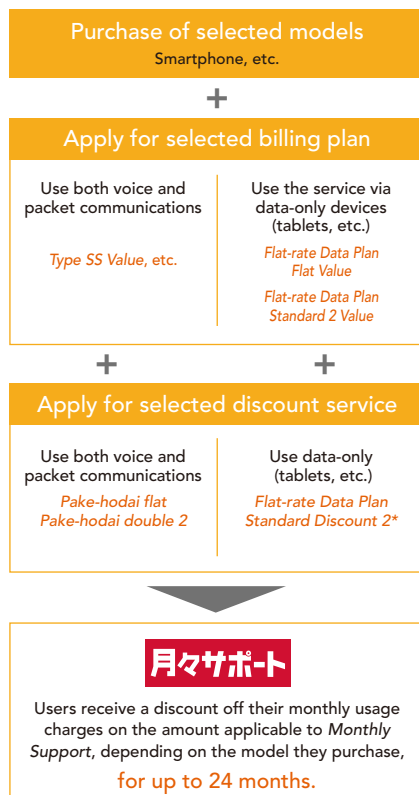 Purchase of selected models
Smartphone, etc.
+
Apply for selected billing plan
Use both voice and
packet communications
Type SS Value, etc.
Use the service via
data-only devices
(tablets, etc.)
Flat-rate Data Plan
Flat Value
Flat-rate Data Plan
Standard 2 Value
+ +
Apply for selected discount service
Use both voice and
packet communications
Pake-hodai flat
Pake-hodai double 2
Use data-only
(tablets, etc.)
Flat-rate Data Plan
Standard Discount 2*
月々サポート
Users receive a discount off their monthly usage
charges on the amount applicable to Monthly
Support, depending on the model they purchase,
for up to 24 months.